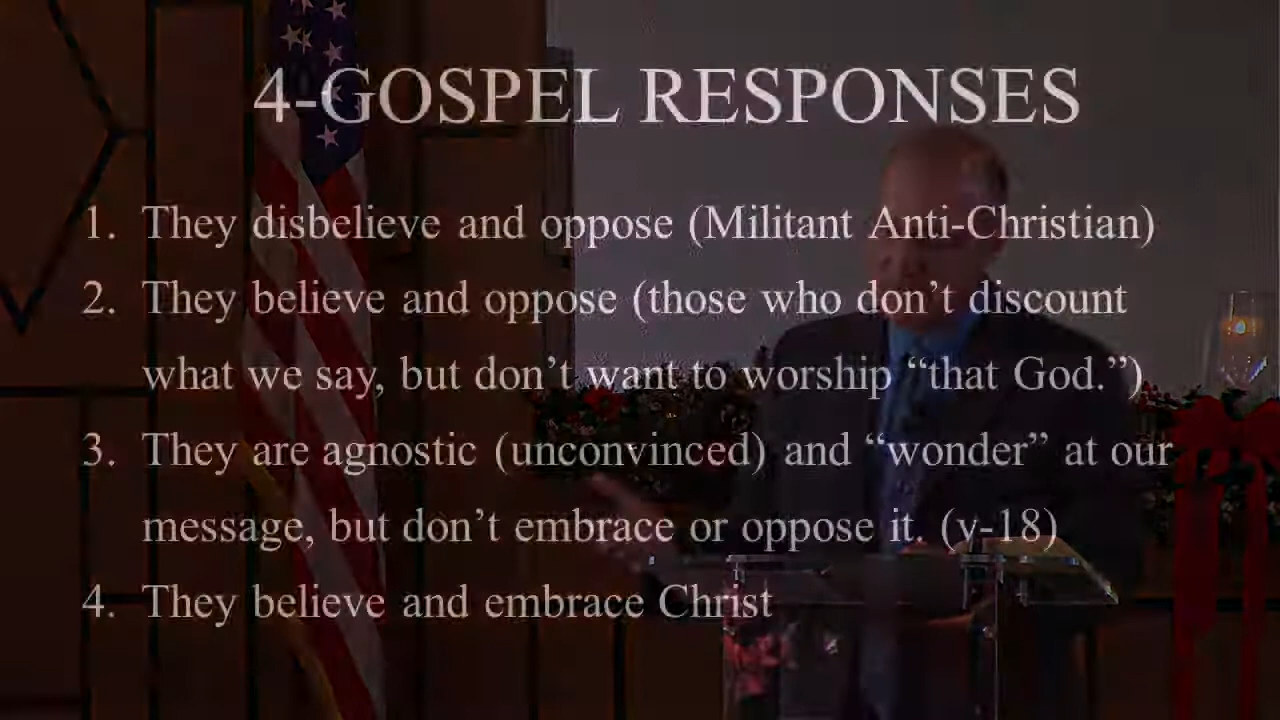 4-GOSPEL RESPONSES
1. They disbelieve and oppose (Militant Anti-Christian)
2. They believe and oppose (those who don’t discount
what we say, but don’t want to worship “that God.”)
3. They are agnostic (unconvinced) and “wonder” at our
message, but don’t embrace or oppose it. (v-18)
4. They believe and embrace Christ